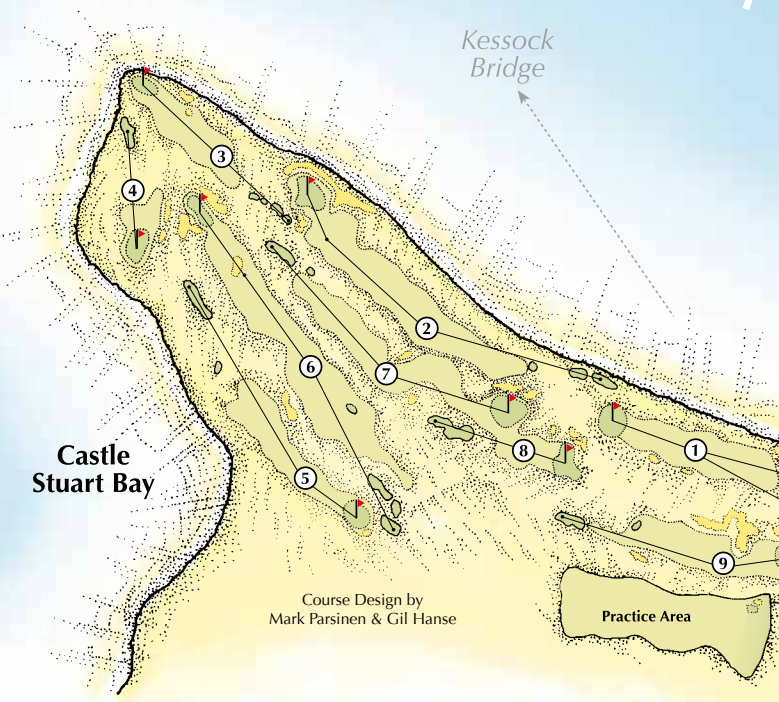 Kessock
Bridge
3
4
2
7
6
1
8
Castle
Stuart Bay
5
9
Course Design by
Mark Parsinen & Gil Hanse
Practice Area